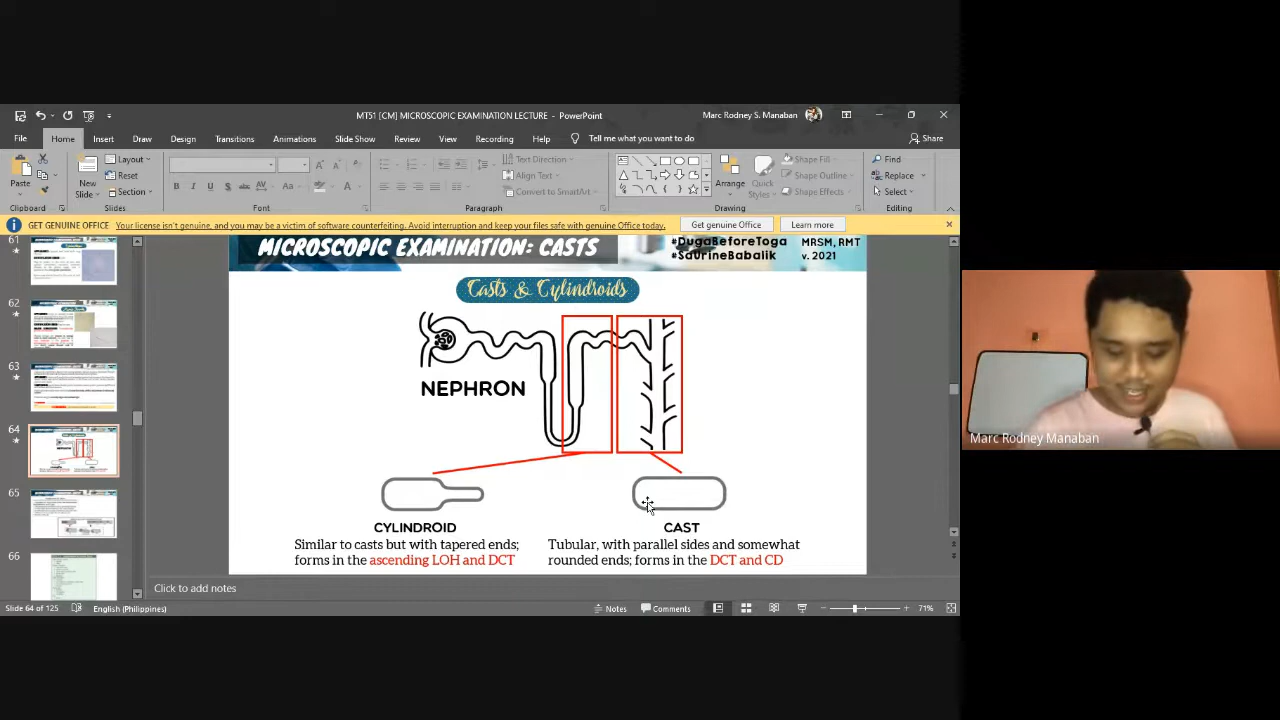 MT51 [CM] MICROSCOPIC EXAMINATION LECTURE - PowerPoint
Marc Rodney S. Manaban
File Home Insert Draw Design Transitions Animations Slide Show Review View Recording Help Tell me what you want to do Share
Paste
New
Slide
Layout
Reset
Section
Text Direction
Align Text
Convert to SmartArt
Arrange
Quick
Styles
Shape Fill
Shape Outline
Shape Effects
Find
Replace
Select
Clipboard Slides Font Paragraph Drawing Editing
GET GENUINE OFFICE Your license isn't genuine, and you may be a victim of software counterfeiting. Avoid interruption and keep your files safe with genuine Office today. Get genuine Office Learn more
61
62
63
64
65
66
MICROSCOPIC EXAMINATION: CASTS
#DugaBeforeToga
#SaurineBabalik
MRSM, RMT
v. 2021
Casts & Cylindroids
NEPHRON
CYLINDROID
Similar to casts but with tapered ends;
forms in the ascending LOH and DCT
CAST
Tubular, with parallel sides and somewhat
rounded ends; forms in the DCT and CD
Click to add notes
Slide 64 of 125 English (Philippines) Notes Comments 71%
Marc Rodney Manaban